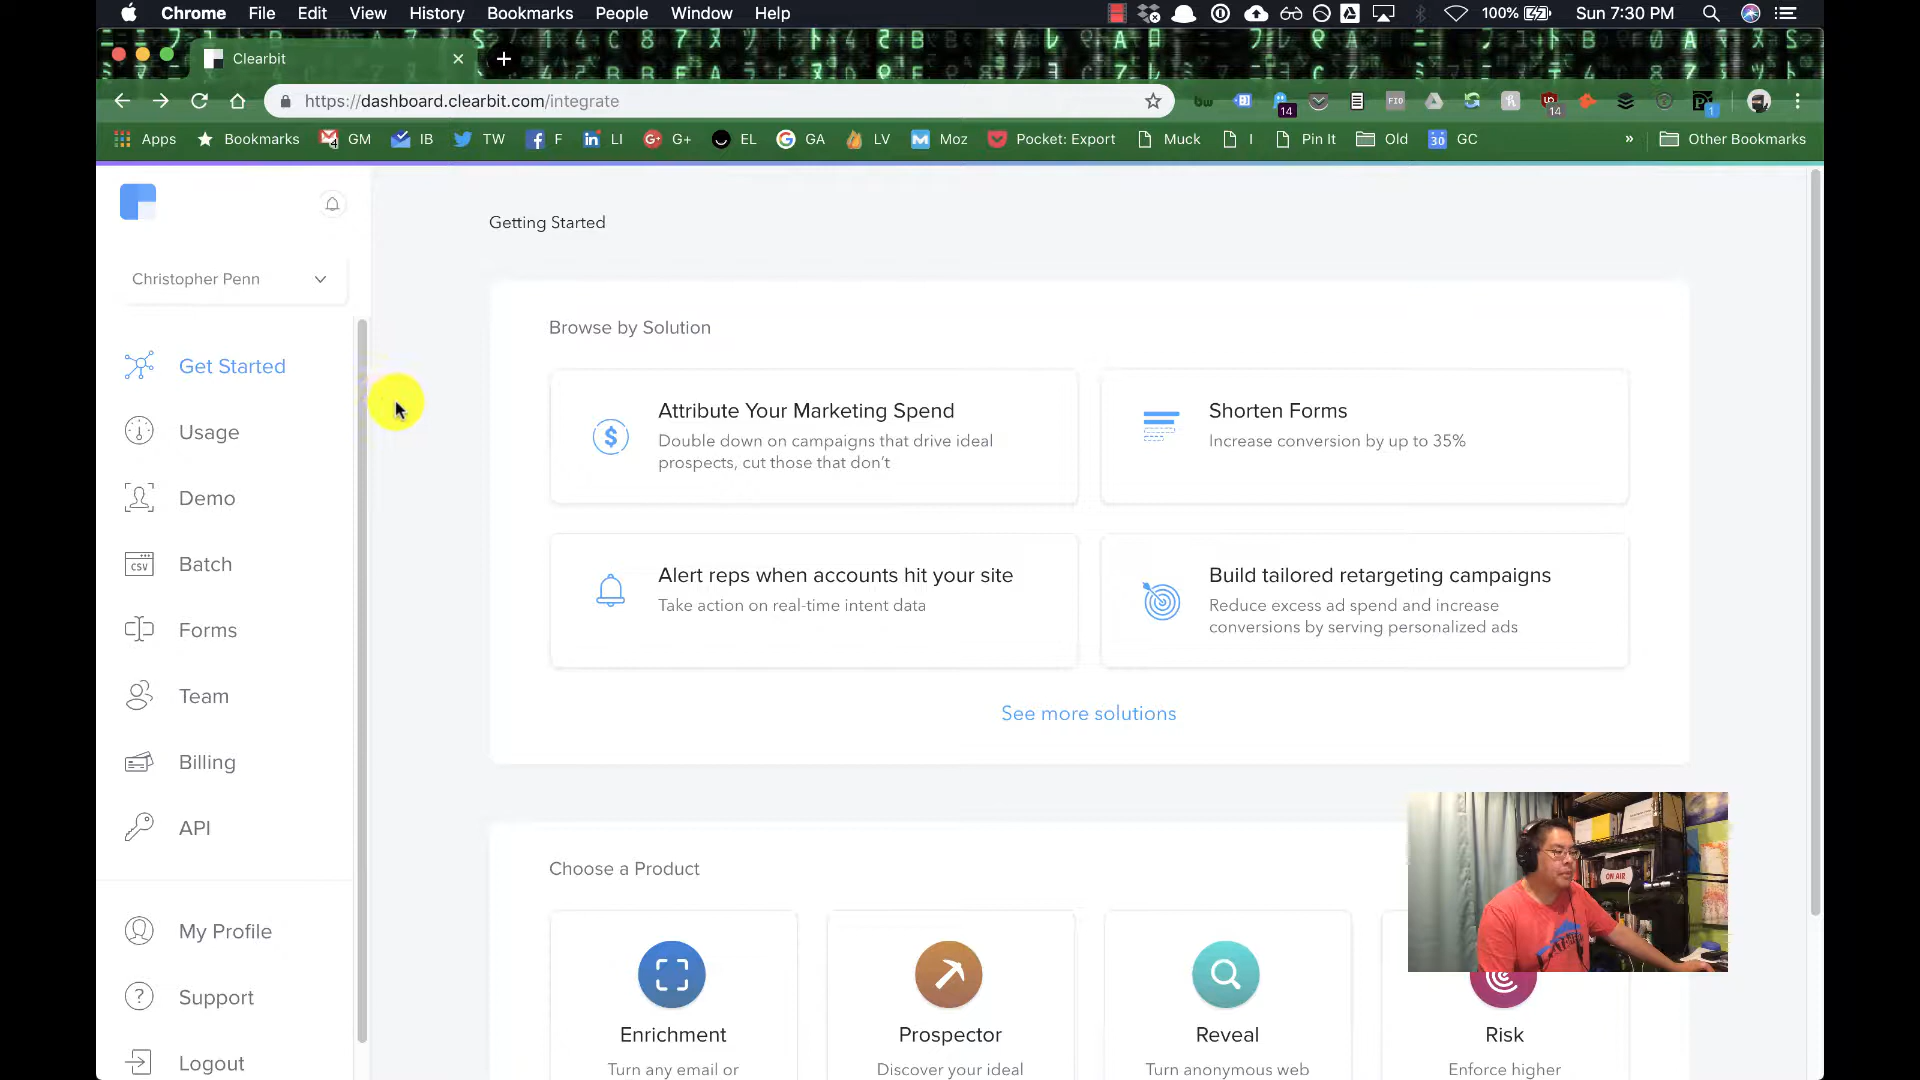 Chrome File Edit View History Bookmarks People Window Help 100% Sun 7:30 PM
Clearbit
https://dashboard.clearbit.com/integrate
Apps Bookmarks GM IB TW F LI G+ EL GA LV Moz Pocket: Export Muck I Pin It Old GC » Other Bookmarks
Getting Started
Christopher Penn
Browse by Solution
Get Started
Attribute Your Marketing Spend
Double down on campaigns that drive ideal
prospects, cut those that don't
Shorten Forms
Increase conversion by up to 35%
Usage
Demo
Batch
CSV
Alert reps when accounts hit your site
Take action on real-time intent data
Build tailored retargeting campaigns
Reduce excess ad spend and increase
conversions by serving personalized ads
Forms
Team
See more solutions
Billing
API
Choose a Product
ON AIR
My Profile
Support
Logout
Enrichment
Turn any email or
Prospector
Discover your ideal
Reveal
Turn anonymous web
Risk
Enforce higher